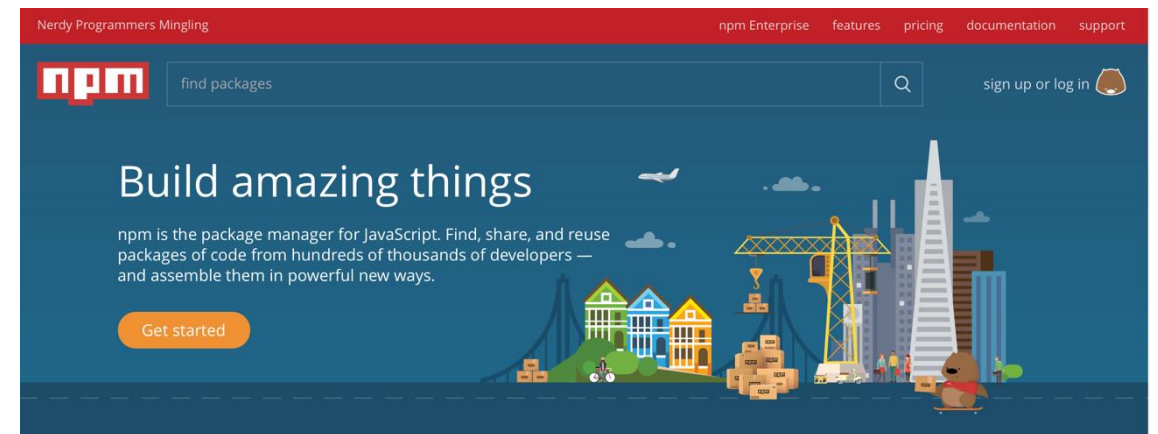 Nerdy Programmers Mingling
npm Enterprise features pricing documentation support
npm
find packages
sign up or log in
Build amazing things
npm is the package manager for JavaScript. Find, share, and reuse
packages of code from hundreds of thousands of developers —
and assemble them in powerful new ways.
Get started